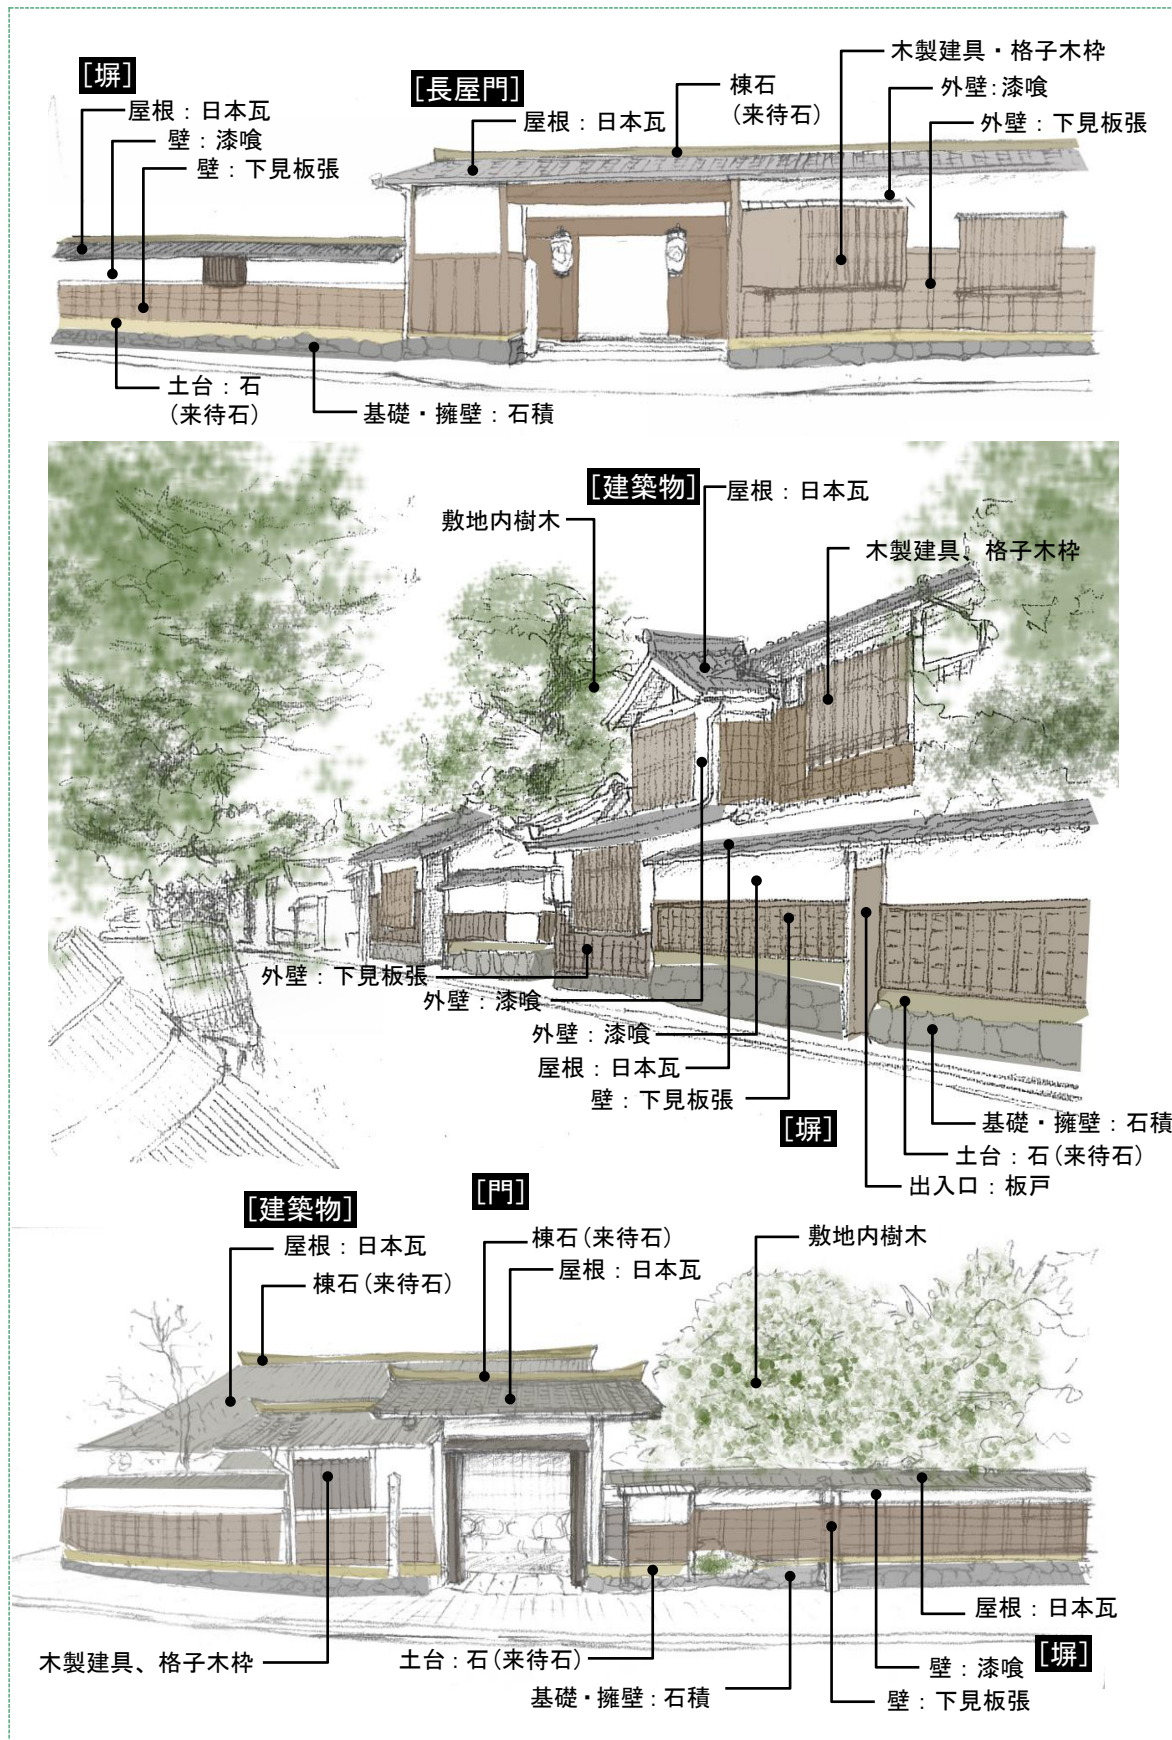 [塀]
屋根：日本瓦
壁：漆喰
壁：下見板張
[長屋門]
屋根：日本瓦
棟石
(来待石)
木製建具・格子木枠
外壁:漆喰
外壁：下見板張
土台：石
(来待石)
基礎・擁壁：石積
[建築物]
屋根：日本瓦
敷地内樹木
木製建具、格子木枠
外壁：下見板張
外壁：漆喰
外壁：漆喰
屋根：日本瓦
壁：下見板張
[塀]
基礎・擁壁：石積
土台：石(来待石)
出入口：板戸
[建築物]
屋根：日本瓦
棟石(来待石)
[門]
棟石(来待石)
屋根：日本瓦
敷地内樹木
木製建具、格子木枠
土台：石(来待石)
基礎・擁壁：石積
屋根：日本瓦
[塀]
壁：漆喰
壁：下見板張